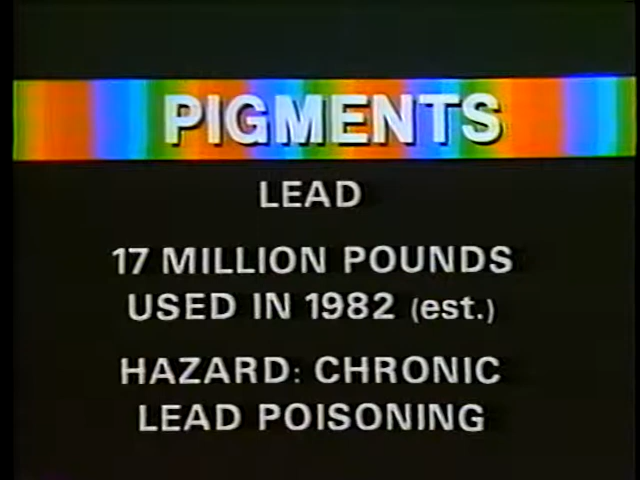 PIGMENTS
LEAD
17 MILLION POUNDS
USED IN 1982 (est.)
HAZARD: CHRONIC
LEAD POISONING